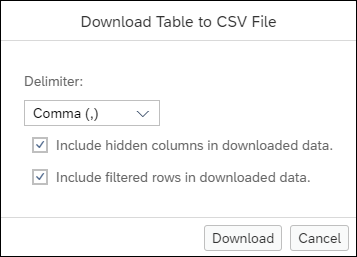 Download Table to CSV File
Delimiter:
Comma (,)
Include hidden columns in downloaded data.
Include filtered rows in downloaded data.
Download Cancel